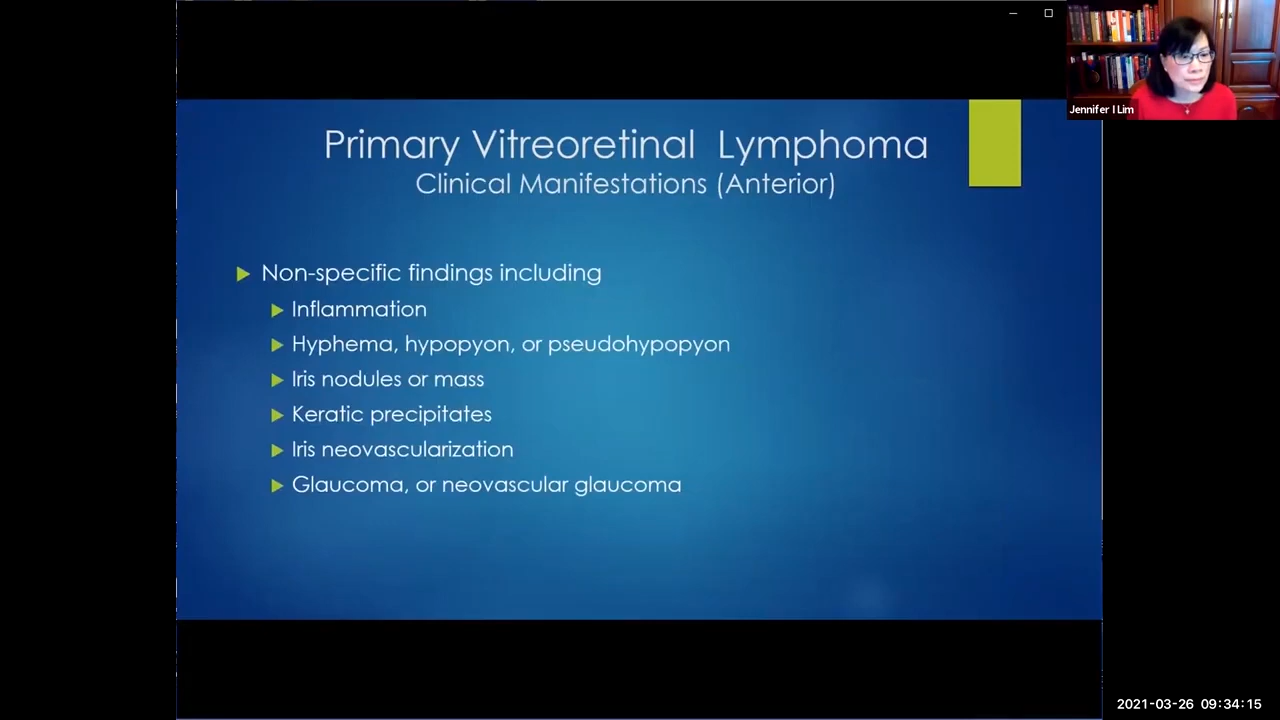 Jennifer I Lim
Primary Vitreoretinal Lymphoma
Clinical Manifestations (Anterior)
Non-specific findings including
Inflammation
Hyphema, hypopyon, or pseudohypopyon
Iris nodules or mass
Keratic precipitates
Iris neovascularization
Glaucoma, or neovascular glaucoma
2021-03-26 09:34:15